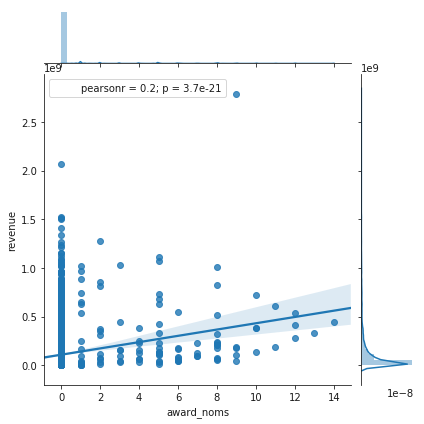 1e9
1e9
pearsonr = 0.2; p = 3.7e-21
2.5
2.0
1.5
1.0
0.5
0.0
revenue
0 2 4 6 8 10 12 14
1e−8
award_noms